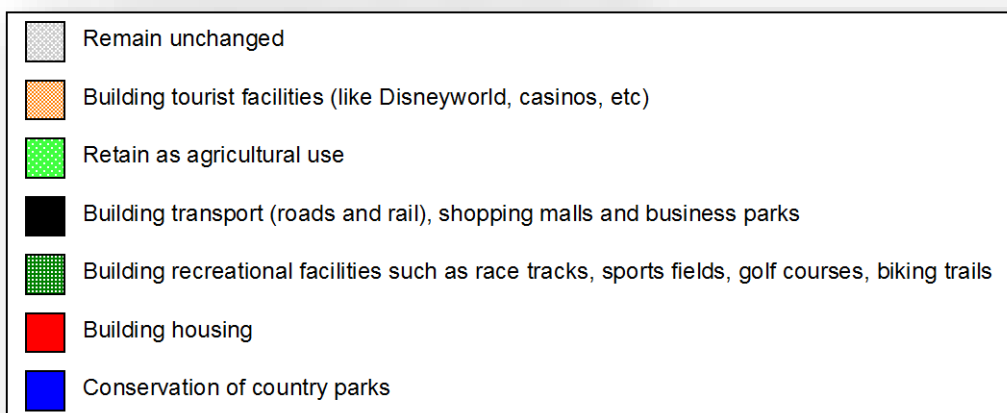 Remain unchanged
Building tourist facilities (like Disneyworld, casinos, etc)
Retain as agricultural use
Building transport (roads and rail), shopping malls and business parks
Building recreational facilities such as race tracks, sports fields, golf courses, biking trails
Building housing
Conservation of country parks